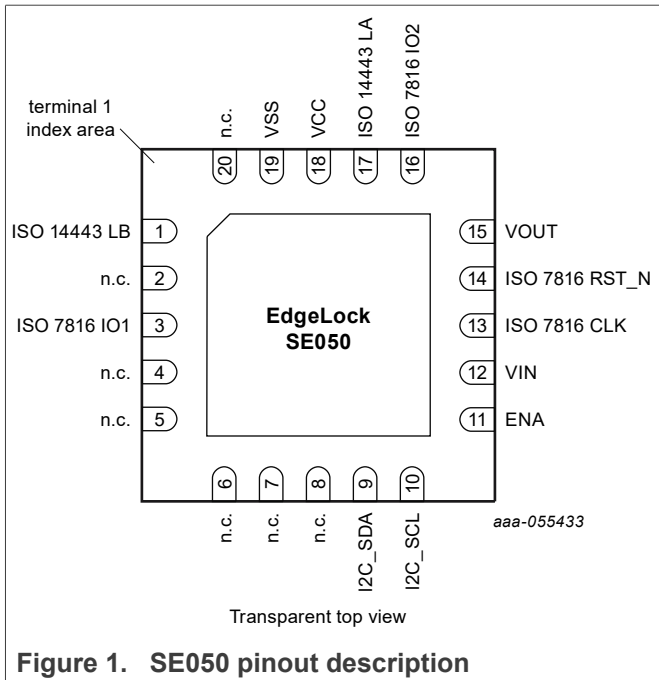 ISO 14443 LA
ISO 7816 IO2
terminal 1
index area
n.c.
VSS
VCC
20
19
18
17
16
ISO 14443 LB
1
15
VOUT
n.c.
2
14
ISO 7816 RST_N
EdgeLock
SE050
ISO 7816 IO1
3
13
ISO 7816 CLK
n.c.
4
12
VIN
n.c.
5
11
ENA
6
7
8
9
10
n.c.
n.c.
n.c.
I2C_SDA
I2C_SCL
aaa-055433
Transparent top view
Figure 1. SE050 pinout description